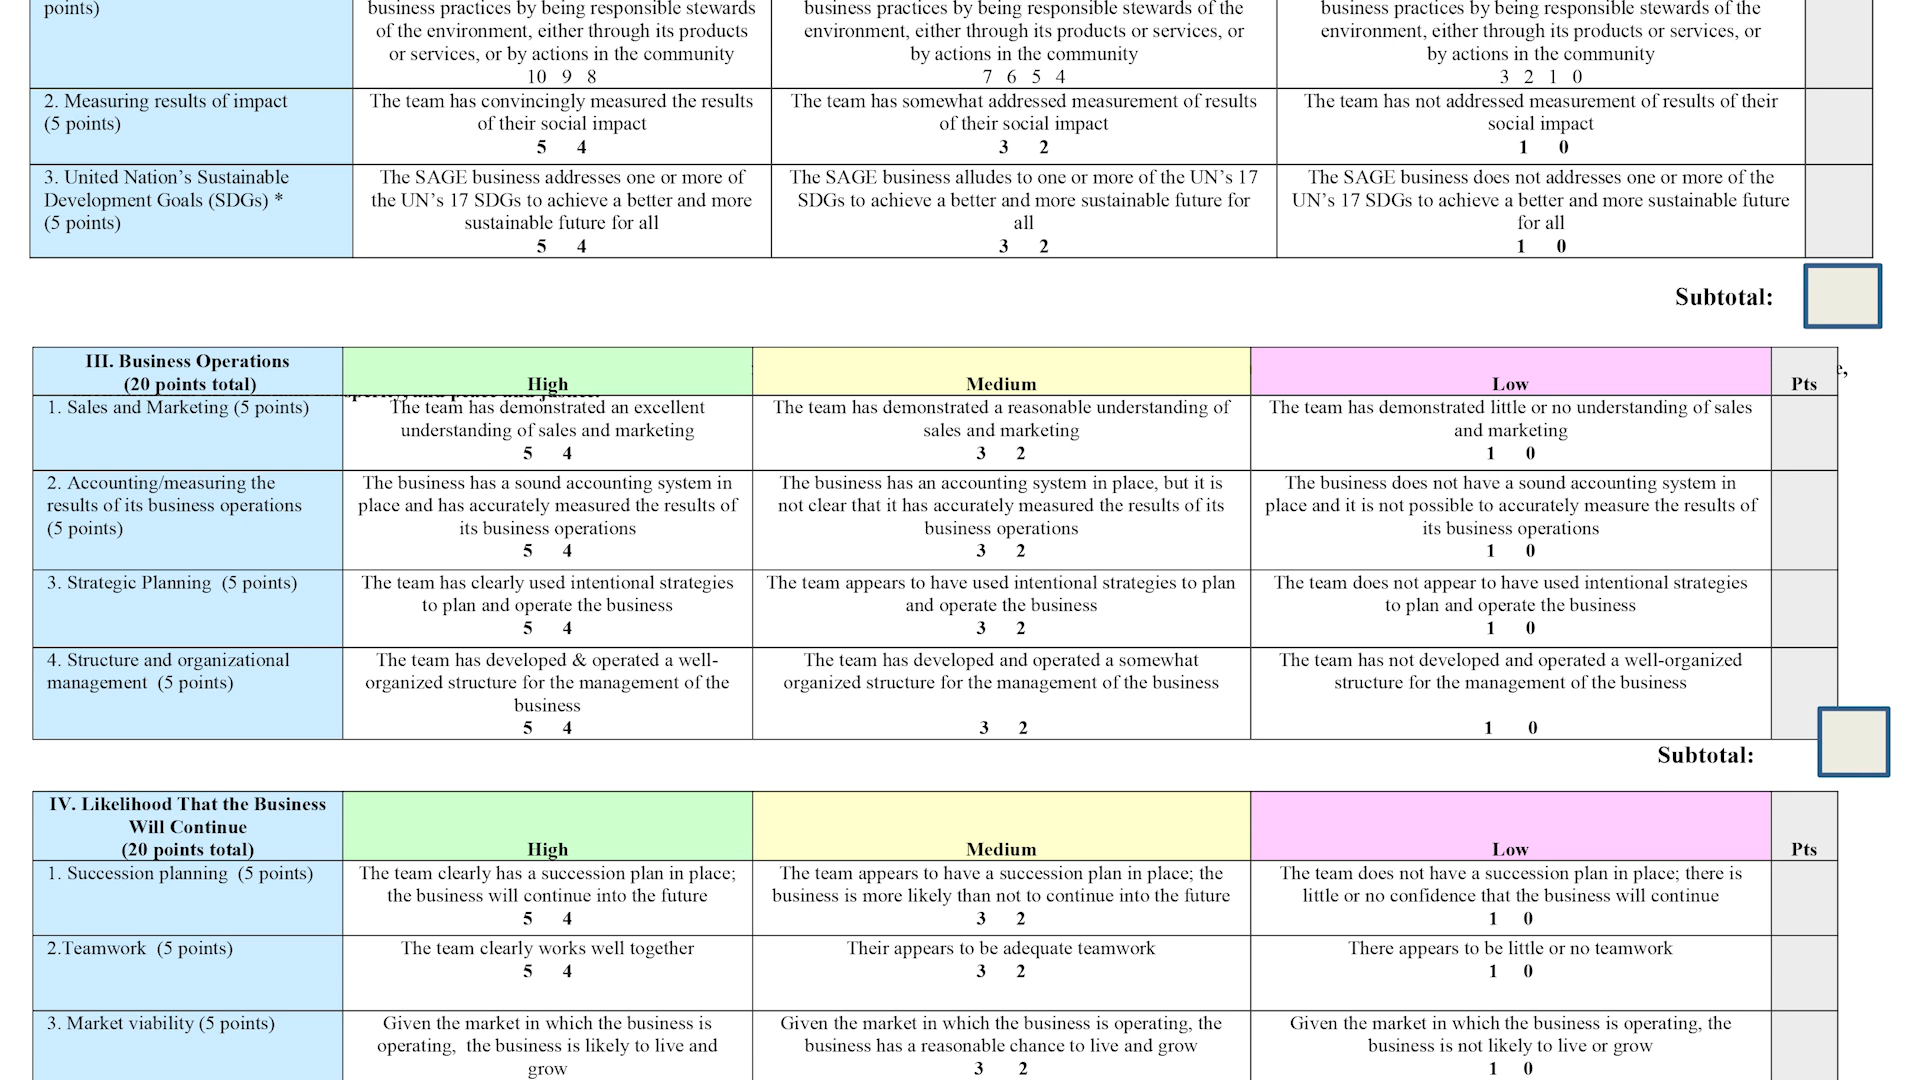 points)
business practices by being responsible stewards
of the environment, either through its products
or services, or by actions in the community
10 9 8
business practices by being responsible stewards of the
environment, either through its products or services, or
by actions in the community
7 6 5 4
business practices by being responsible stewards of the
environment, either through its products or services, or
by actions in the community
3 2 1 0
2. Measuring results of impact
(5 points)
The team has convincingly measured the results
of their social impact
5 4
The team has somewhat addressed measurement of results
of their social impact
3 2
The team has not addressed measurement of results of their
social impact
1 0
3. United Nation’s Sustainable
Development Goals (SDGs) *
(5 points)
The SAGE business addresses one or more of
the UN’s 17 SDGs to achieve a better and more
sustainable future for all
5 4
The SAGE business alludes to one or more of the UN’s 17
SDGs to achieve a better and more sustainable future for
all
3 2
The SAGE business does not addresses one or more of the
UN’s 17 SDGs to achieve a better and more sustainable future
for all
1 0
Subtotal:
III. Business Operations
(20 points total)
High
Medium
Low
Pts
1. Sales and Marketing (5 points)
The team has demonstrated an excellent
understanding of sales and marketing
5 4
The team has demonstrated a reasonable understanding of
sales and marketing
3 2
The team has demonstrated little or no understanding of sales
and marketing
1 0
2. Accounting/measuring the
results of its business operations
(5 points)
The business has a sound accounting system in
place and has accurately measured the results of
its business operations
5 4
The business has an accounting system in place, but it is
not clear that it has accurately measured the results of its
business operations
3 2
The business does not have a sound accounting system in
place and it is not possible to accurately measure the results of
its business operations
1 0
3. Strategic Planning (5 points)
The team has clearly used intentional strategies
to plan and operate the business
5 4
The team appears to have used intentional strategies to plan
and operate the business
3 2
The team does not appear to have used intentional strategies
to plan and operate the business
1 0
4. Structure and organizational
management (5 points)
The team has developed & operated a well-
organized structure for the management of the
business
5 4
The team has developed and operated a somewhat
organized structure for the management of the business
3 2
The team has not developed and operated a well-organized
structure for the management of the business
1 0
Subtotal:
IV. Likelihood That the Business
Will Continue
(20 points total)
High
Medium
Low
Pts
1. Succession planning (5 points)
The team clearly has a succession plan in place;
the business will continue into the future
5 4
The team appears to have a succession plan in place; the
business is more likely than not to continue into the future
3 2
The team does not have a succession plan in place; there is
little or no confidence that the business will continue
1 0
2.Teamwork (5 points)
The team clearly works well together
5 4
Their appears to be adequate teamwork
3 2
There appears to be little or no teamwork
1 0
3. Market viability (5 points)
Given the market in which the business is
operating, the business is likely to live and
grow
Given the market in which the business is operating, the
business has a reasonable chance to live and grow
3 2
Given the market in which the business is operating, the
business is not likely to live or grow
1 0